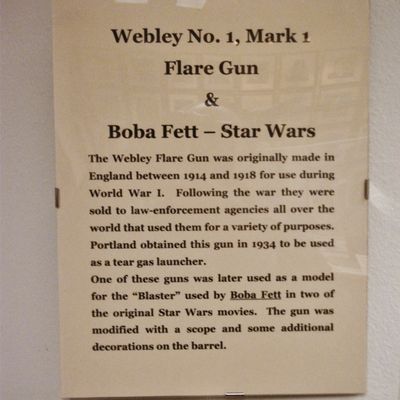 Webley No. 1, Mark 1
Flare Gun
&
Boba Fett – Star Wars
The Webley Flare Gun was originally made in
England between 1914 and 1918 for use during
World War I. Following the war they were
sold to law-enforcement agencies all over the
world that used them for a variety of purposes.
Portland obtained this gun in 1934 to be used
as a tear gas launcher.
One of these guns was later used as a model
for the “Blaster” used by Boba Fett in two of
the original Star Wars movies. The gun was
modified with a scope and some additional
decorations on the barrel.